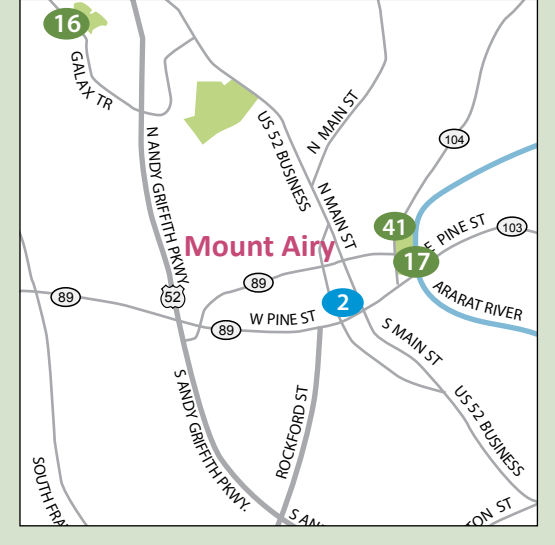 16
GALAX TR
N ANDY GRIFFITH PKWY.
US 52 BUSINESS
N MAIN ST
104
N MAIN ST
41
E PINE ST
103
Mount Airy
17
89
52
89
2
ARARAT RIVER
89
W PINE ST
S MAIN ST
S ANDY GRIFFITH PKWY.
ROCKFORD ST
US 52 BUSINESS
SOUTH FRA
S AN
TON ST